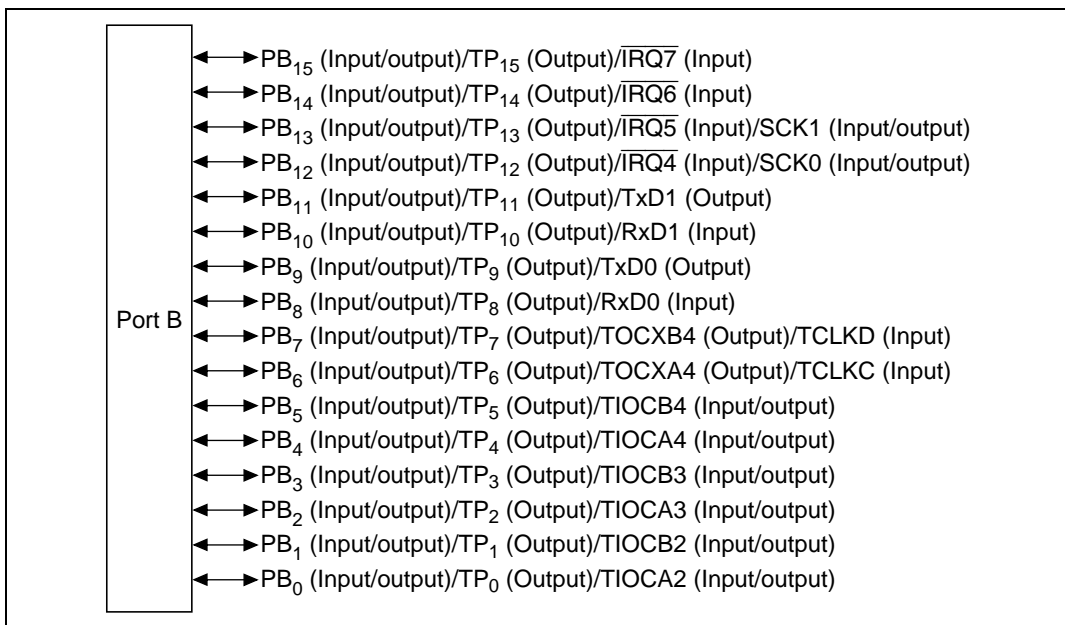 PB₁₅ (Input/output)/TP₁₅ (Output)/I̅R̅Q̅7̅ (Input)
PB₁₄ (Input/output)/TP₁₄ (Output)/I̅R̅Q̅6̅ (Input)
PB₁₃ (Input/output)/TP₁₃ (Output)/I̅R̅Q̅5̅ (Input)/SCK1 (Input/output)
PB₁₂ (Input/output)/TP₁₂ (Output)/I̅R̅Q̅4̅ (Input)/SCK0 (Input/output)
PB₁₁ (Input/output)/TP₁₁ (Output)/TxD1 (Output)
PB₁₀ (Input/output)/TP₁₀ (Output)/RxD1 (Input)
PB₉ (Input/output)/TP₉ (Output)/TxD0 (Output)
PB₈ (Input/output)/TP₈ (Output)/RxD0 (Input)
Port B
PB₇ (Input/output)/TP₇ (Output)/TOCXB4 (Output)/TCLKD (Input)
PB₆ (Input/output)/TP₆ (Output)/TOCXA4 (Output)/TCLKC (Input)
PB₅ (Input/output)/TP₅ (Output)/TIOCB4 (Input/output)
PB₄ (Input/output)/TP₄ (Output)/TIOCA4 (Input/output)
PB₃ (Input/output)/TP₃ (Output)/TIOCB3 (Input/output)
PB₂ (Input/output)/TP₂ (Output)/TIOCA3 (Input/output)
PB₁ (Input/output)/TP₁ (Output)/TIOCB2 (Input/output)
PB₀ (Input/output)/TP₀ (Output)/TIOCA2 (Input/output)